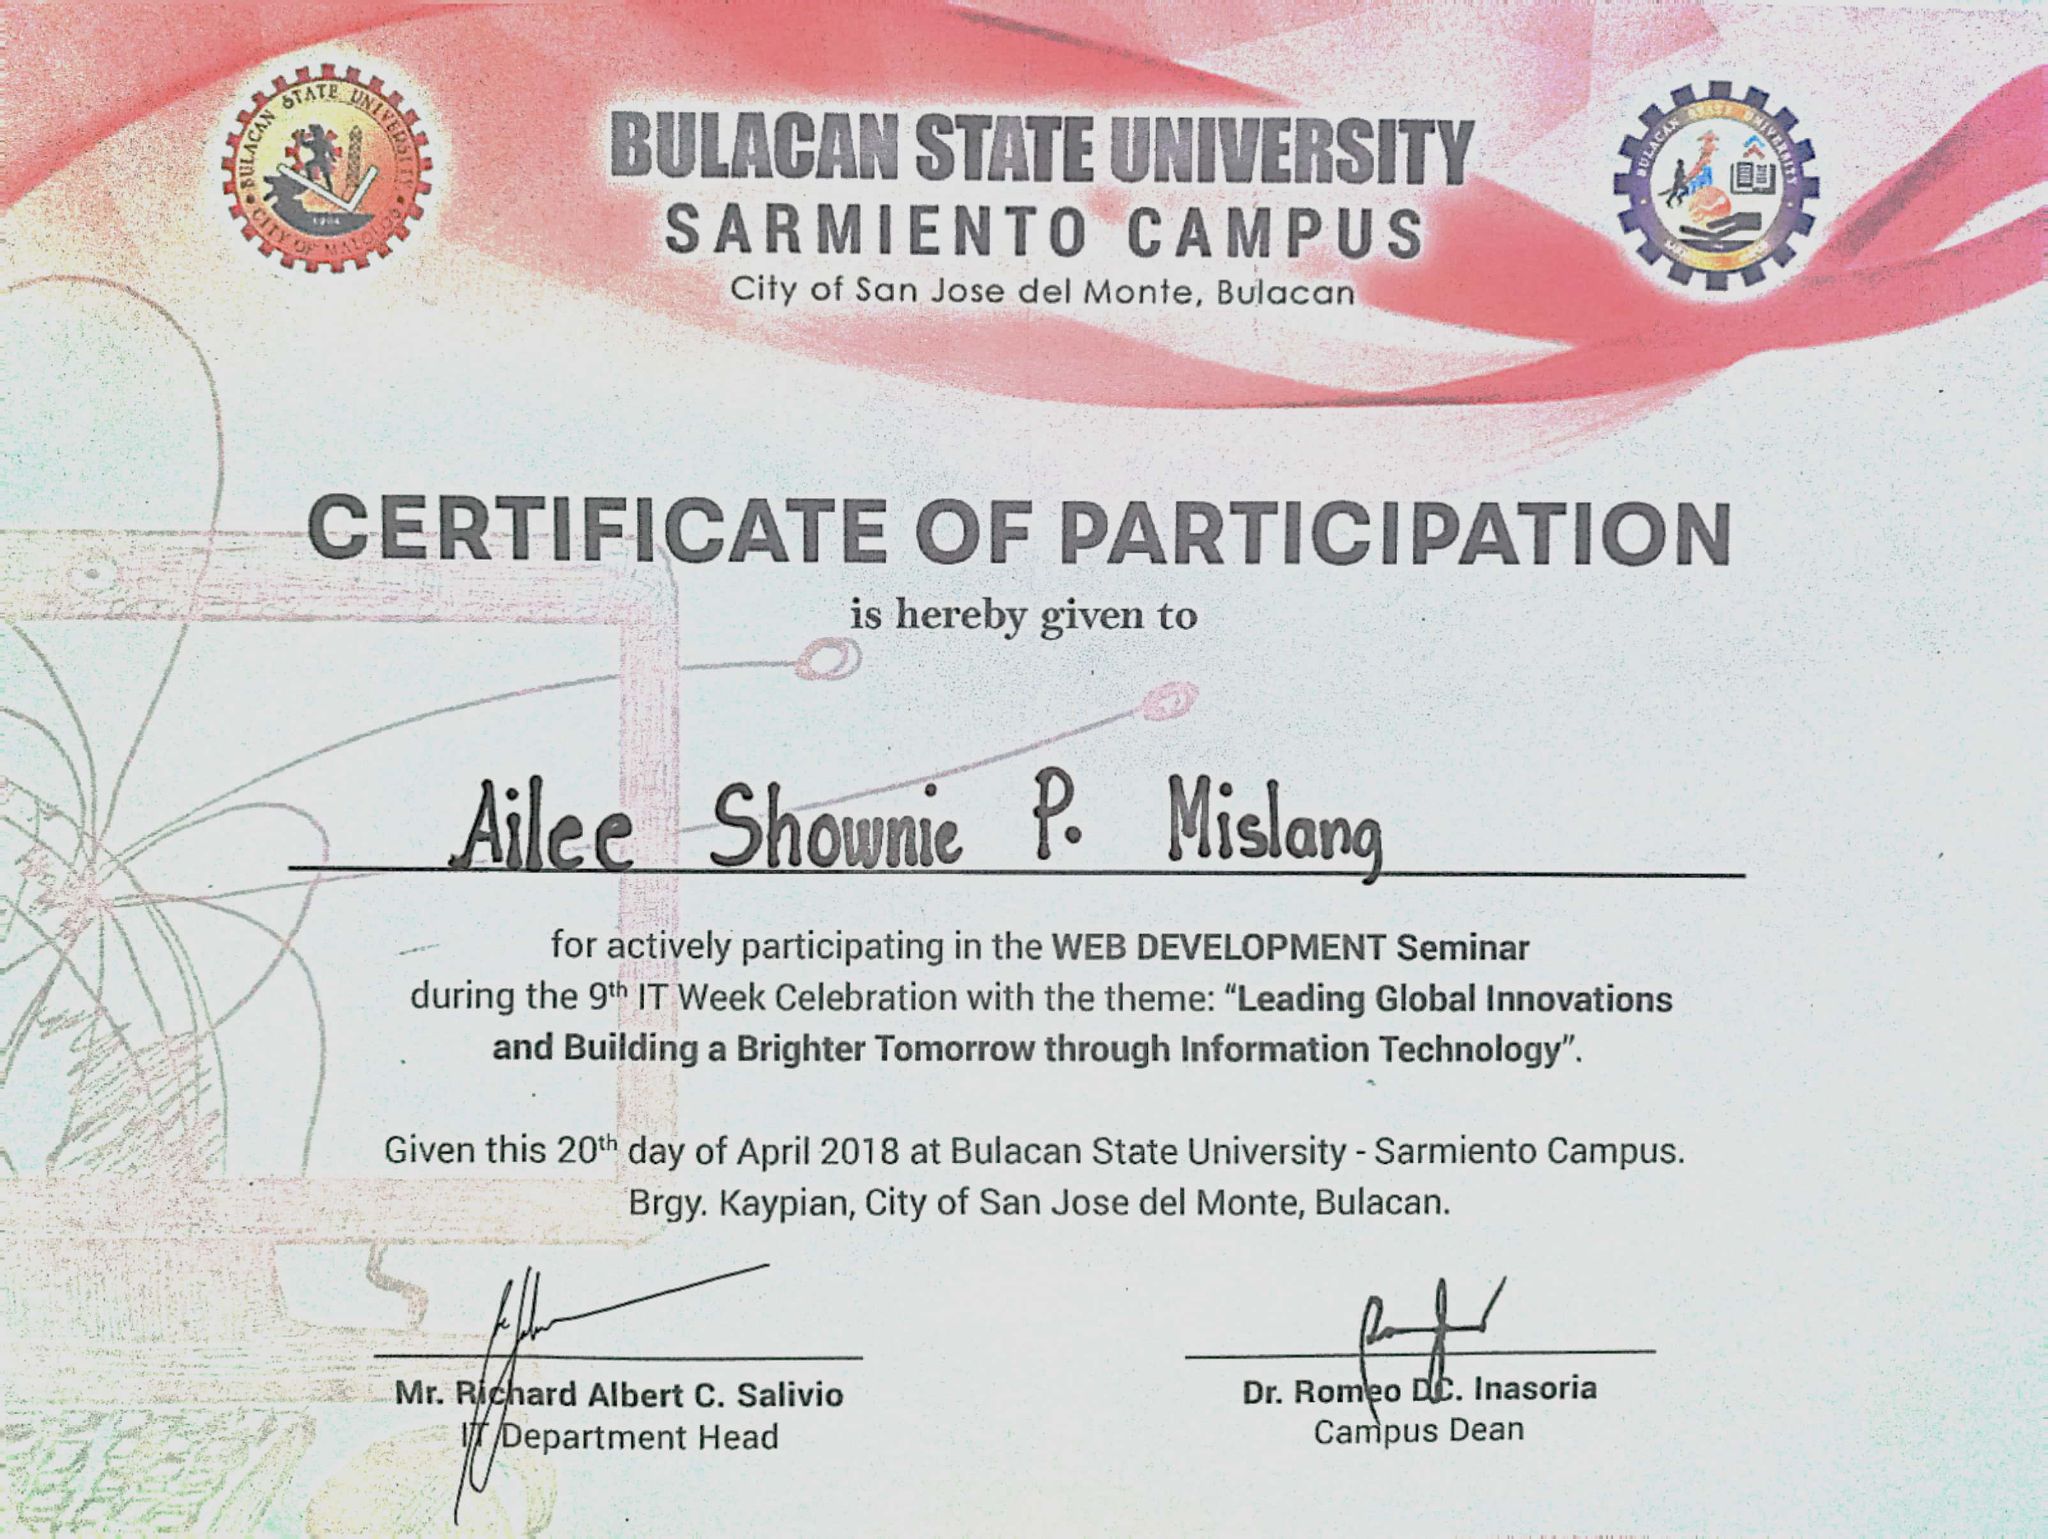 BULACAN STATE UNIVERSITY
CITY OF MALOLOS
1904
BULACAN STATE UNIVERSITY
SARMIENTO CAMPUS
City of San Jose del Monte, Bulacan
BULACAN STATE UNIVERSITY
CERTIFICATE OF PARTICIPATION
is hereby given to
Ailee Shownie P. Mislang
for actively participating in the WEB DEVELOPMENT Seminar
during the 9th IT Week Celebration with the theme: “Leading Global Innovations
and Building a Brighter Tomorrow through Information Technology”.
Given this 20th day of April 2018 at Bulacan State University - Sarmiento Campus.
Brgy. Kaypian, City of San Jose del Monte, Bulacan.
Mr. Richard Albert C. Salivio
IT Department Head
Dr. Romeo DC. Inasoria
Campus Dean